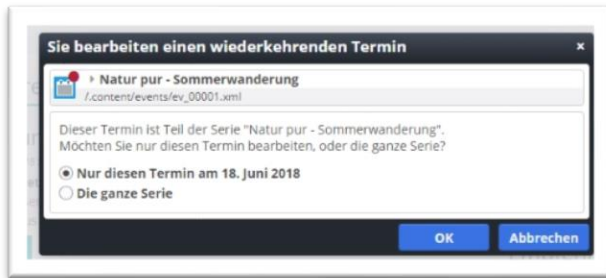 Sie bearbeiten einen wiederkehrenden Termin
Natur pur - Sommerwanderung
/.content/events/ev_00001.xml
Dieser Termin ist Teil der Serie "Natur pur - Sommerwanderung".
Möchten Sie nur diesen Termin bearbeiten, oder die ganze Serie?
Nur diesen Termin am 18. Juni 2018
Die ganze Serie
OK
Abbrechen